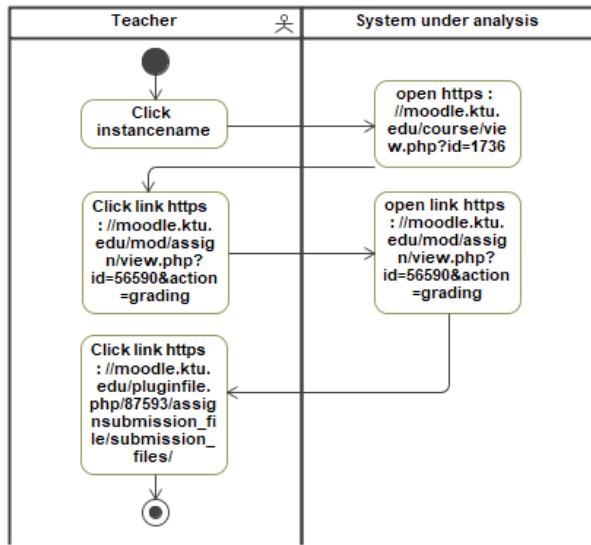 Teacher
System under analysis
Click
instancename
open https :
//moodle.ktu.
edu/course/vie
w.php?id=1736
Click link https
: //moodle.ktu.
edu/mod/assig
n/view.php?
id=56590&action
=grading
open link https
: //moodle.ktu.
edu/mod/assig
n/view.php?
id=56590&action
=grading
Click link https
: //moodle.ktu.
edu/pluginfile.
php/87593/assig
nsubmission_fi
le/submission_
files/